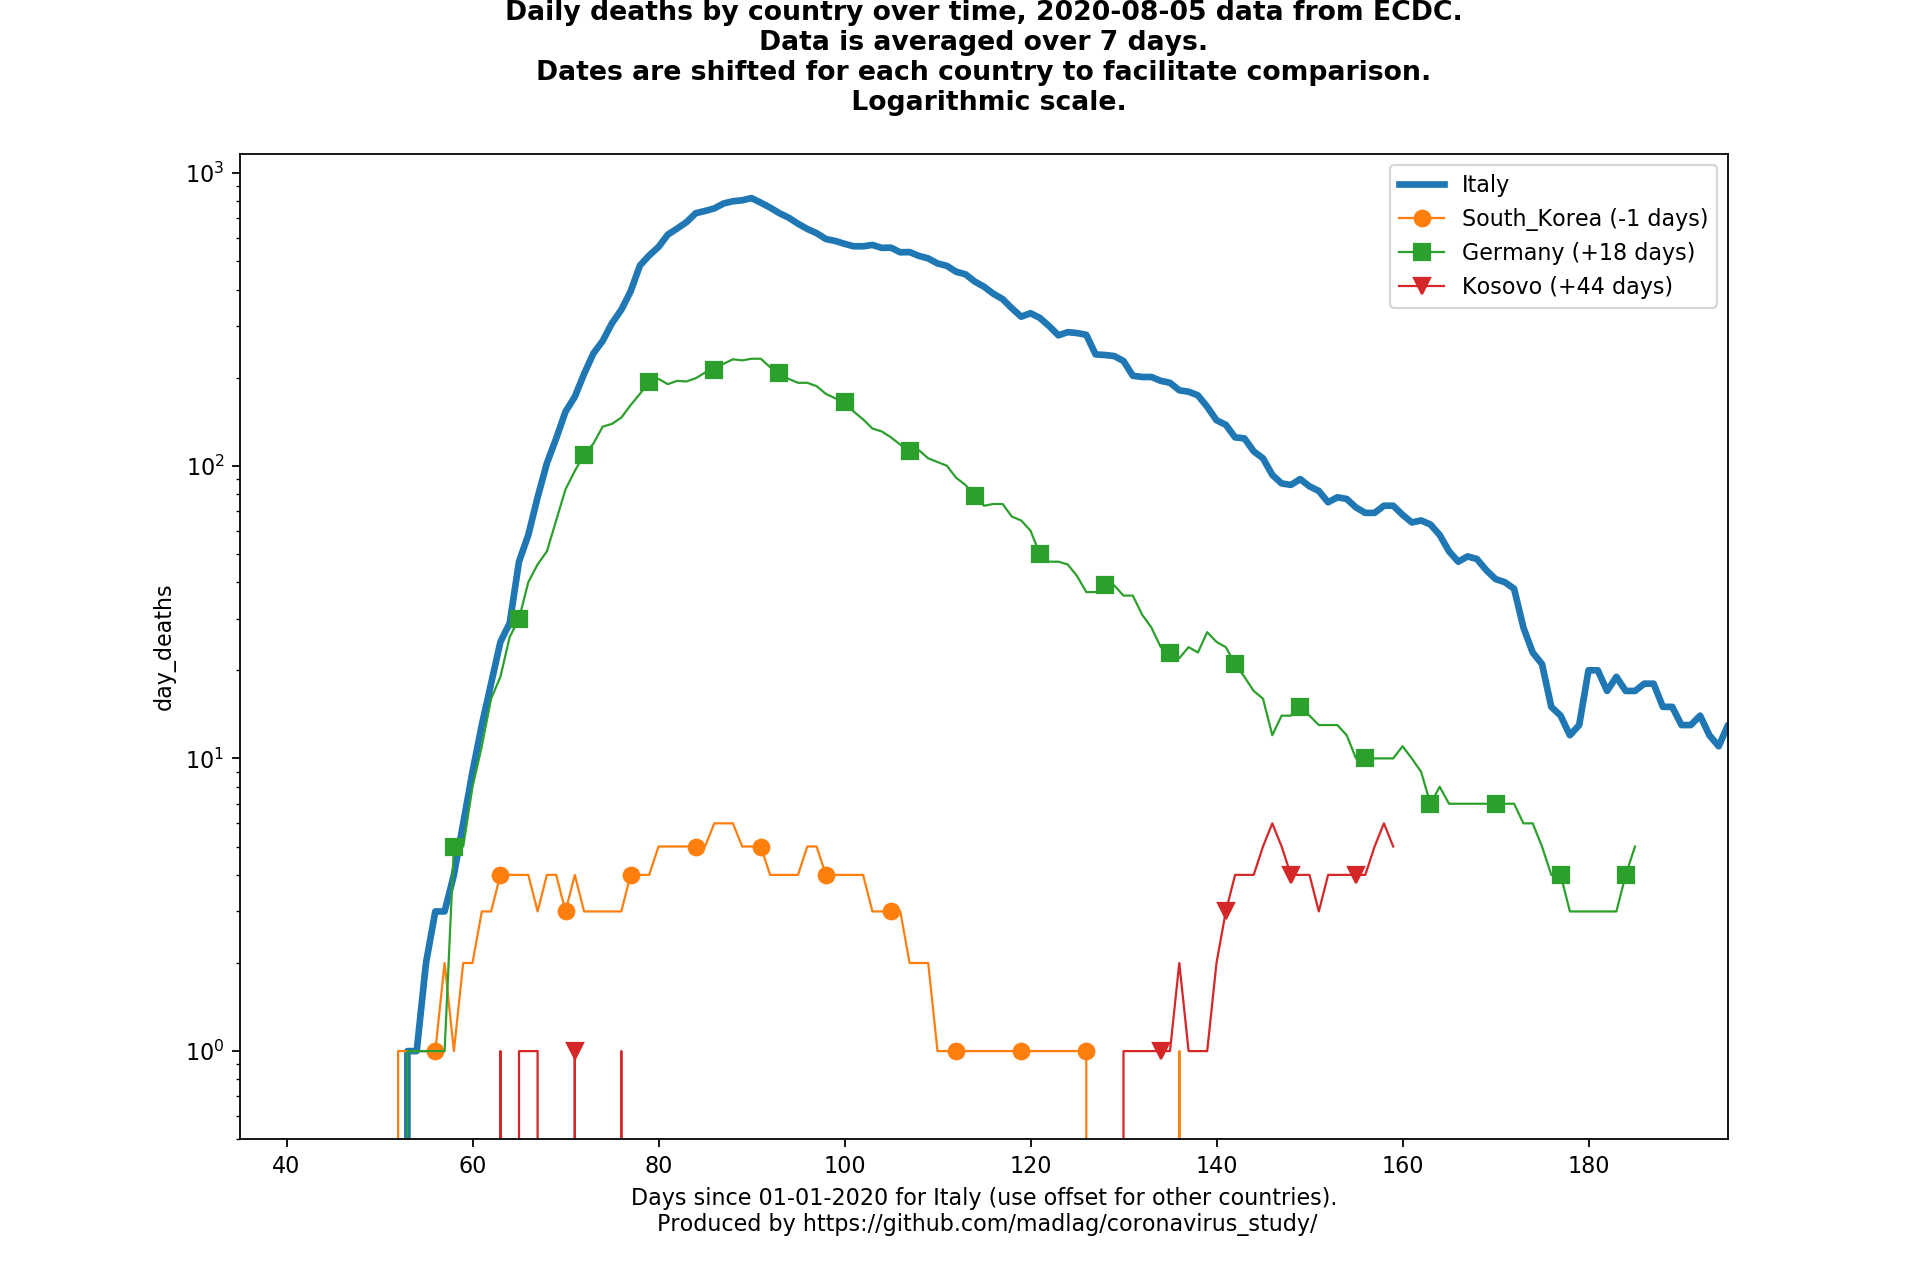 Daily deaths by country over time, 2020-08-05 data from ECDC.
Data is averaged over 7 days.
Dates are shifted for each country to facilitate comparison.
Logarithmic scale.
10³
10²
10¹
10⁰
day_deaths
Italy
South_Korea (-1 days)
Germany (+18 days)
Kosovo (+44 days)
40 60 80 100 120 140 160 180
Days since 01-01-2020 for Italy (use offset for other countries).
Produced by https://github.com/madlag/coronavirus_study/